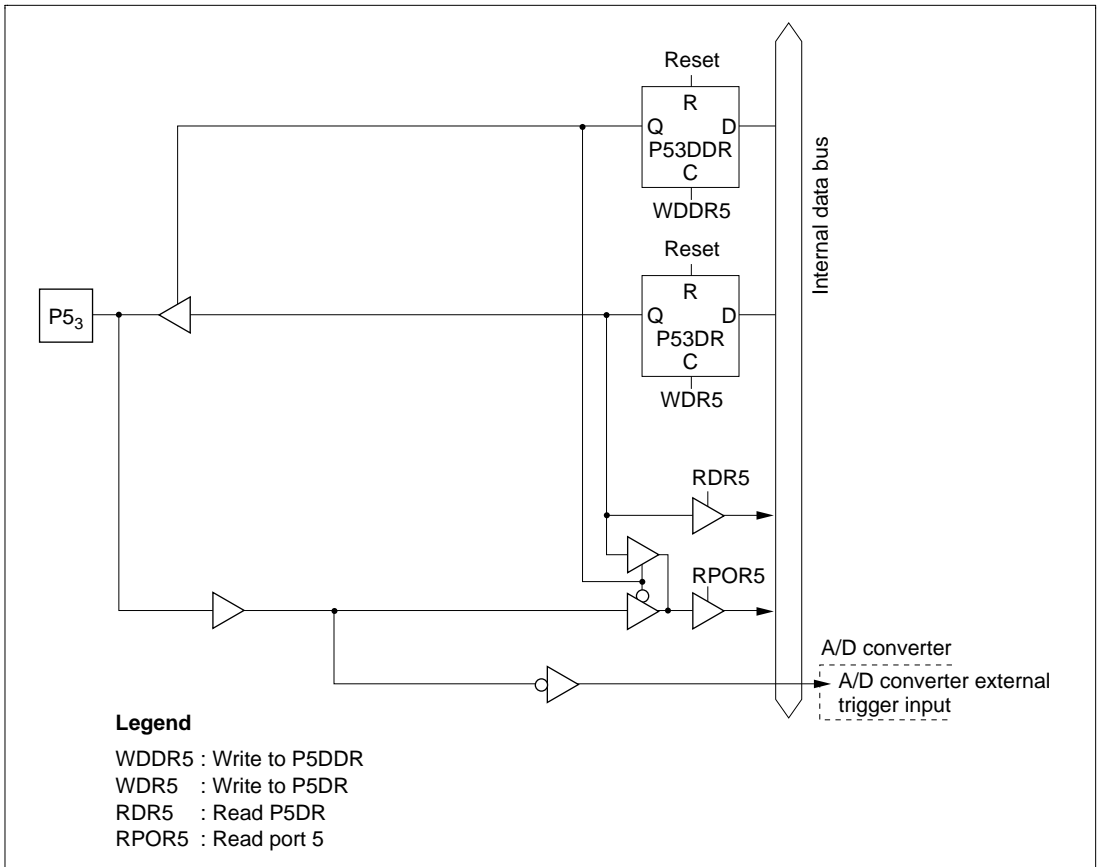 Reset
R
Q D
P53DDR
C
WDDR5
Internal data bus
Reset
R
P5₃
Q D
P53DR
C
WDR5
RDR5
RPOR5
A/D converter
A/D converter external
trigger input
Legend
WDDR5 : Write to P5DDR
WDR5 : Write to P5DR
RDR5 : Read P5DR
RPOR5 : Read port 5